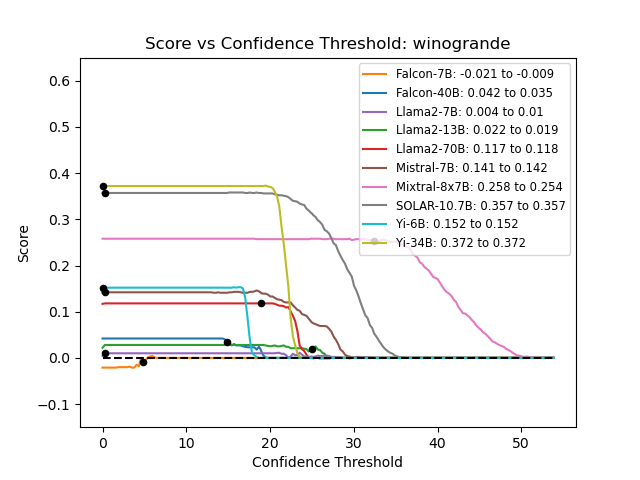 Score vs Confidence Threshold: winogrande
Falcon-7B: -0.021 to -0.009
Falcon-40B: 0.042 to 0.035
Llama2-7B: 0.004 to 0.01
Llama2-13B: 0.022 to 0.019
Llama2-70B: 0.117 to 0.118
Mistral-7B: 0.141 to 0.142
Mixtral-8x7B: 0.258 to 0.254
SOLAR-10.7B: 0.357 to 0.357
Yi-6B: 0.152 to 0.152
Yi-34B: 0.372 to 0.372
Score
0.6
0.5
0.4
0.3
0.2
0.1
0.0
−0.1
0 10 20 30 40 50
Confidence Threshold